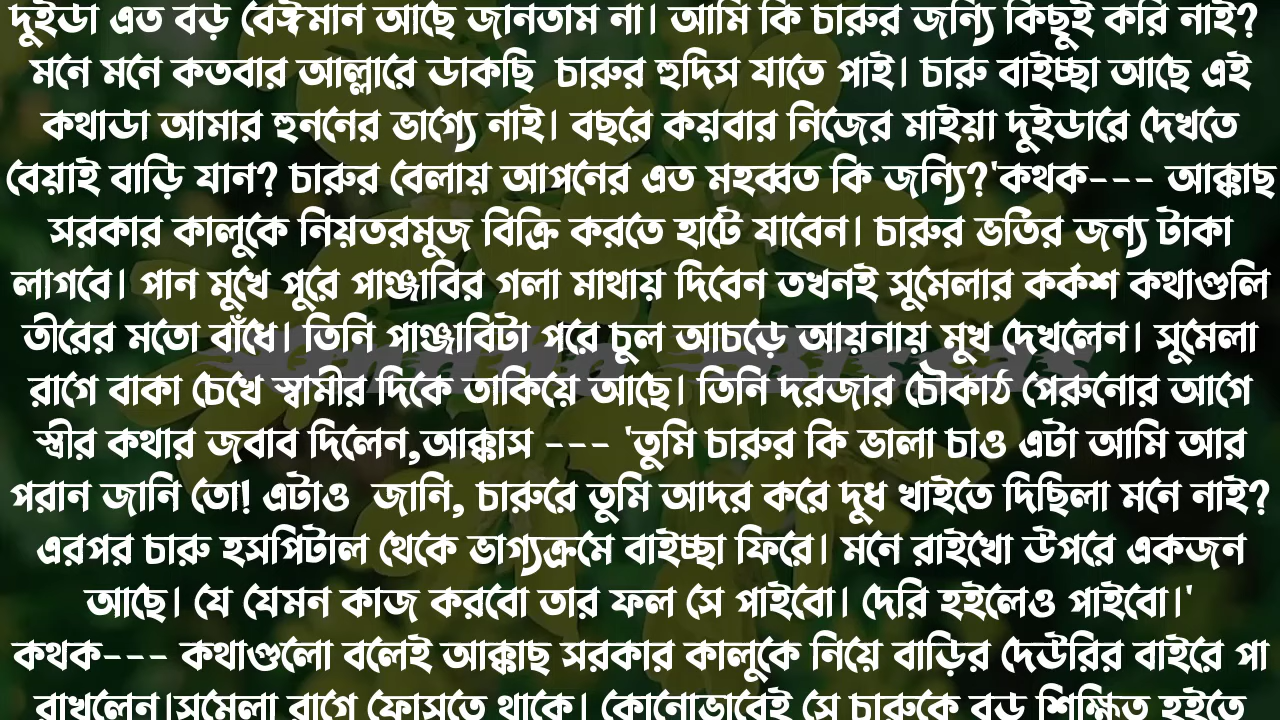 দুইডা এত বড় বেঈমান আছে জানতাম না। আমি কি চারুর জন্যি কিছুই করি নাই?
মনে মনে কতবার আল্লারে ডাকছি  চারুর হুদিস যাতে পাই। চারু বাইচ্ছা আছে এই
কথাডা আমার হুননের ভাগ্যে নাই। বছরে কয়বার নিজের মাইয়া দুইডারে দেখতে
বেয়াই বাড়ি যান? চারুর বেলায় আপনের এত মহব্বত কি জন্যি?'কথক--- আক্কাছ
সরকার কালুকে নিয়তরমুজ বিক্রি করতে হাটে যাবেন। চারুর ভর্তির জন্য টাকা
লাগবে। পান মুখে পুরে পাঞ্জাবির গলা মাথায় দিবেন তখনই সুমেলার কর্কশ কথাগুলি
তীরের মতো বাঁধে। তিনি পাঞ্জাবিটা পরে চুল আচড়ে আয়নায় মুখ দেখলেন। সুমেলা
রাগে বাকা চেখে স্বামীর দিকে তাকিয়ে আছে। তিনি দরজার চৌকাঠ পেরুনোর আগে
স্ত্রীর কথার জবাব দিলেন,আক্কাস --- 'তুমি চারুর কি ভালা চাও এটা আমি আর
পরান জানি তো! এটাও  জানি, চারুরে তুমি আদর করে দুধ খাইতে দিছিলা মনে নাই?
এরপর চারু হসপিটাল থেকে ভাগ্যক্রমে বাইচ্ছা ফিরে। মনে রাইখো উপরে একজন
আছে। যে যেমন কাজ করবো তার ফল সে পাইবো। দেরি হইলেও পাইবো।'
কথক--- কথাগুলো বলেই আক্কাছ সরকার কালুকে নিয়ে বাড়ির দেউরির বাইরে পা
রাখলেন।সুমেলা রাগে ফোসতে থাকে। কোনোভাবেই সে চারুকে বড় শিক্ষিত হইতে